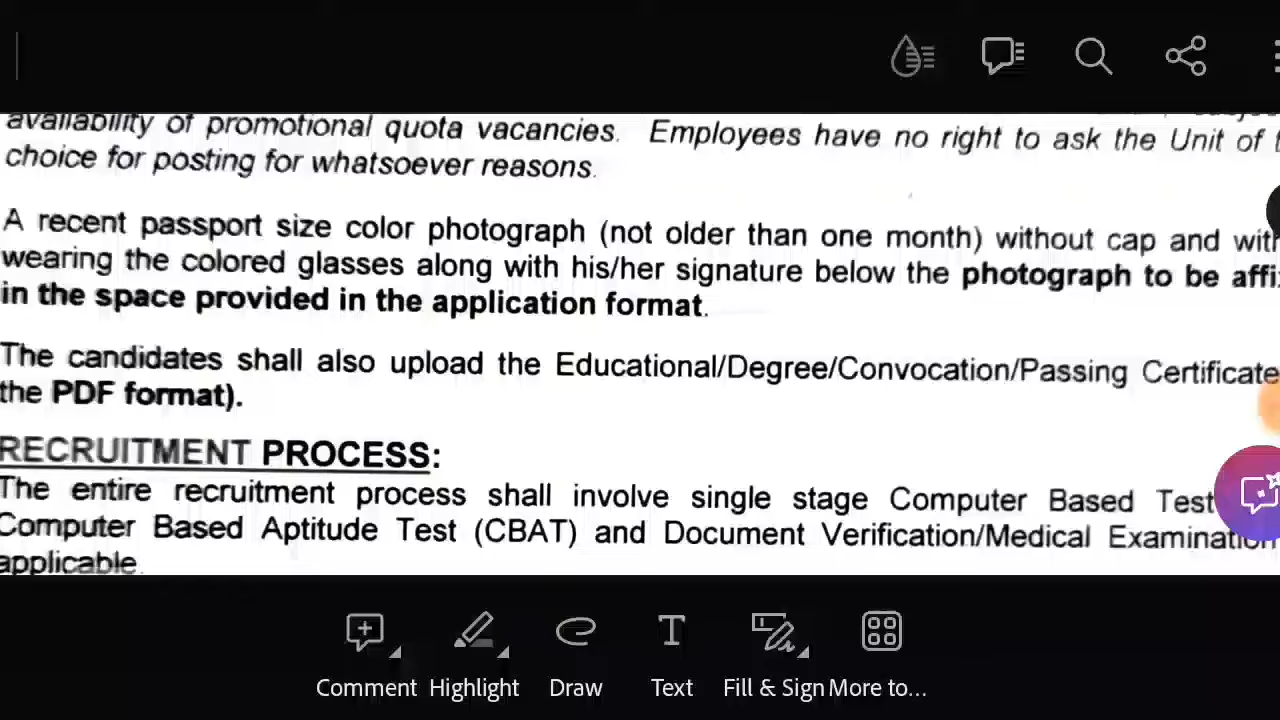 availability of promotional quota vacancies. Employees have no right to ask the Unit of
choice for posting for whatsoever reasons.
A recent passport size color photograph (not older than one month) without cap and
wearing the colored glasses along with his/her signature below the photograph to be
in the space provided in the application format.
The candidates shall also upload the Educational/Degree/Convocation/Passing Certificate
the PDF format).
RECRUITMENT PROCESS:
The entire recruitment process shall involve single stage Computer Based Test
Computer Based Aptitude Test (CBAT) and Document Verification/Medical Examination
applicable.
Comment Highlight Draw Text Fill & Sign More to...